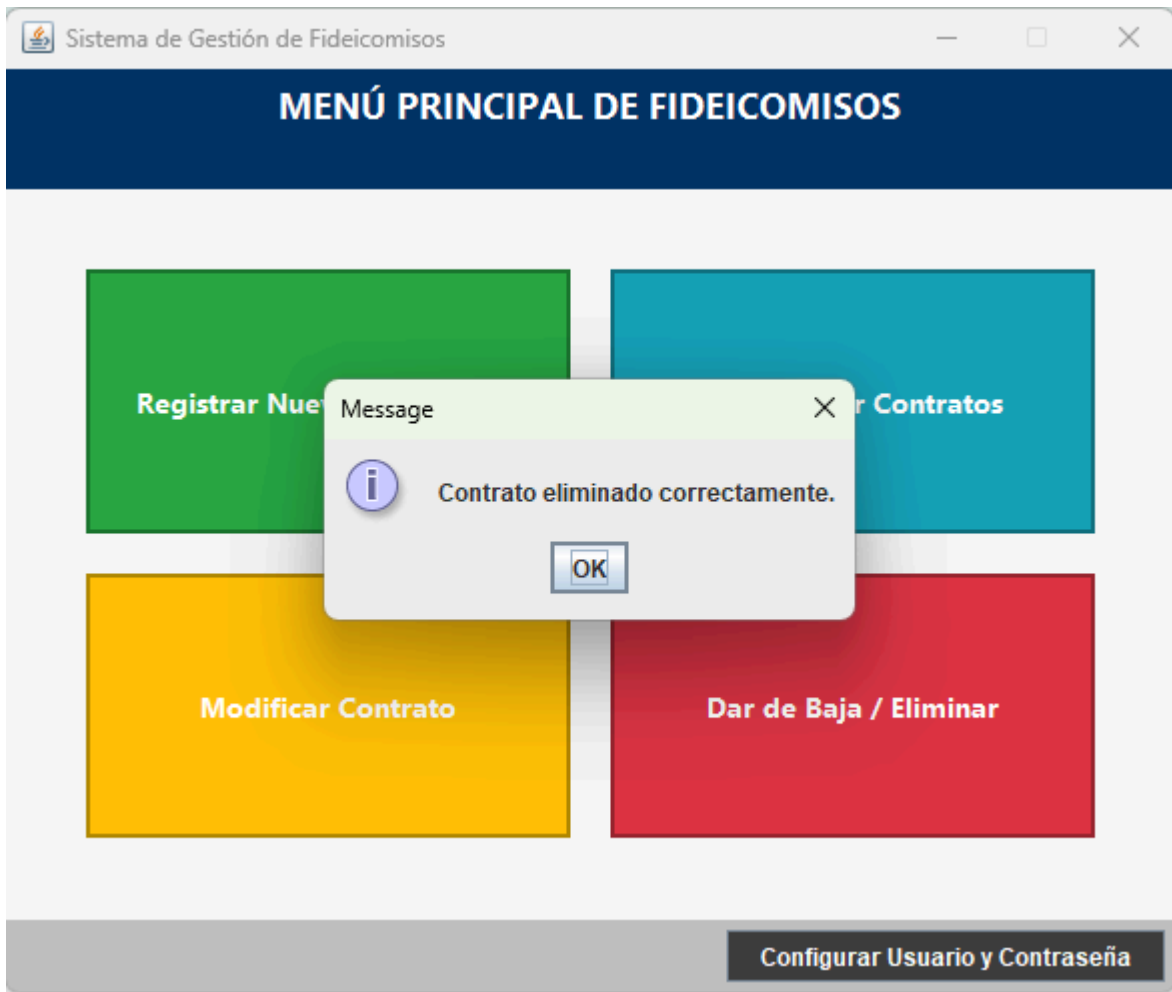 Sistema de Gestión de Fideicomisos
MENÚ PRINCIPAL DE FIDEICOMISOS
Registrar
Contratos
Message
Contrato eliminado correctamente.
OK
Modificar Contrato
Dar de Baja / Eliminar
Configurar Usuario y Contraseña